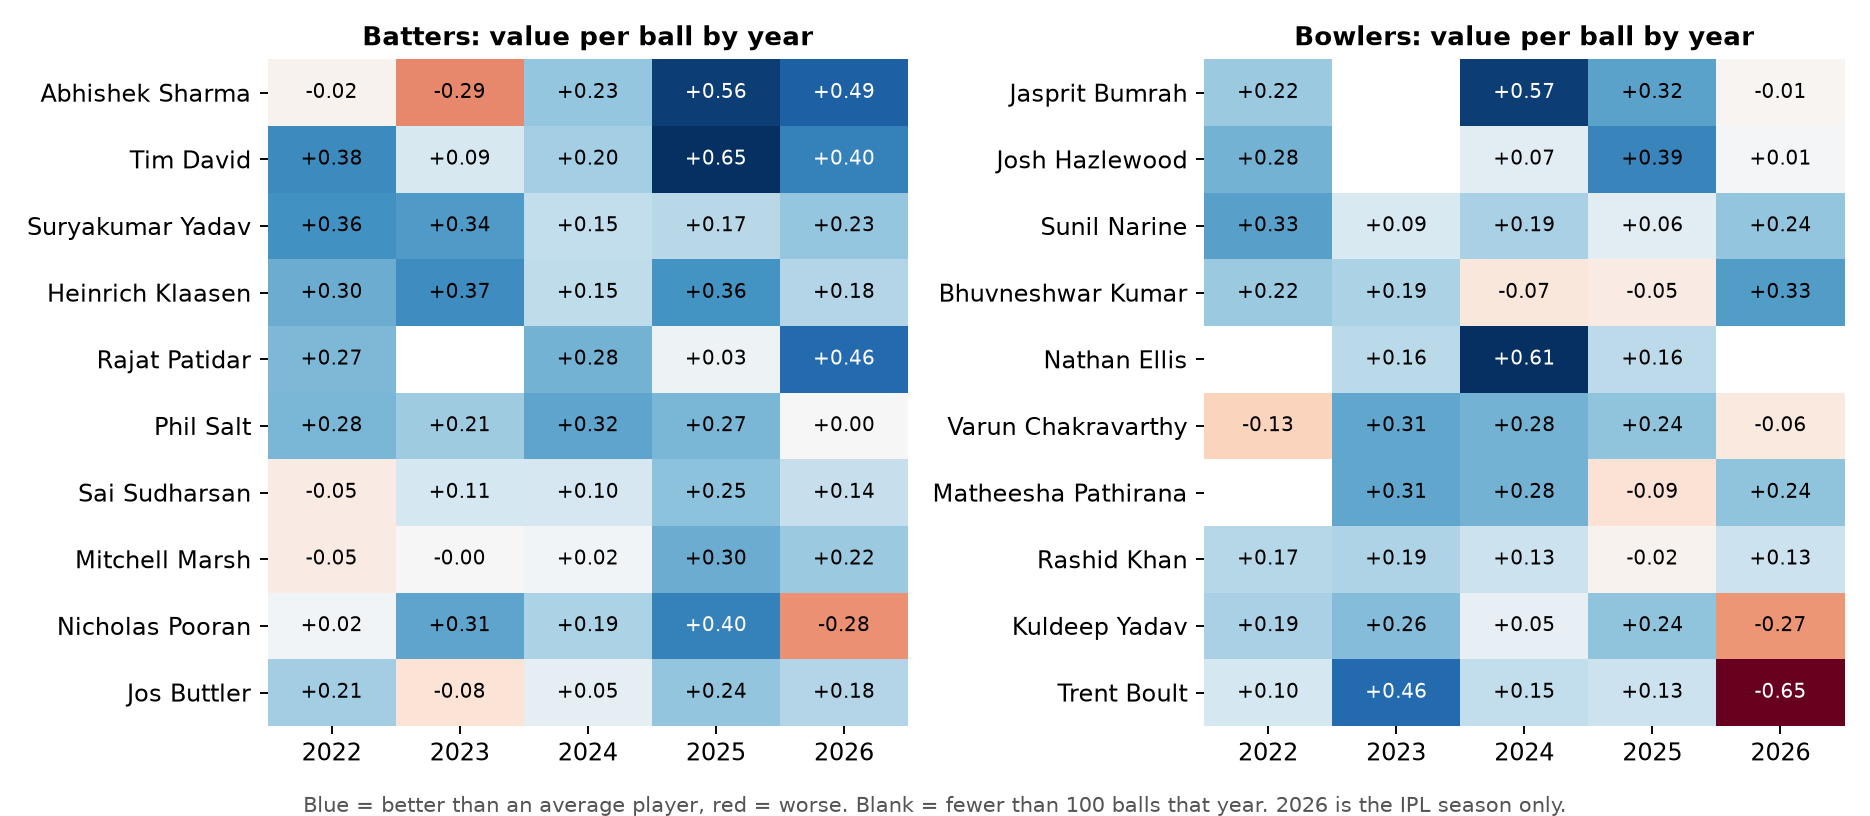 Batters: value per ball by year
Abhishek Sharma -0.02 -0.29 +0.23 +0.56 +0.49
Tim David +0.38 +0.09 +0.20 +0.65 +0.40
Suryakumar Yadav +0.36 +0.34 +0.15 +0.17 +0.23
Heinrich Klaasen +0.30 +0.37 +0.15 +0.36 +0.18
Rajat Patidar +0.27 +0.28 +0.03 +0.46
Phil Salt +0.28 +0.21 +0.32 +0.27 +0.00
Sai Sudharsan -0.05 +0.11 +0.10 +0.25 +0.14
Mitchell Marsh -0.05 -0.00 +0.02 +0.30 +0.22
Nicholas Pooran +0.02 +0.31 +0.19 +0.40 -0.28
Jos Buttler +0.21 -0.08 +0.05 +0.24 +0.18
2022 2023 2024 2025 2026
Bowlers: value per ball by year
Jasprit Bumrah +0.22 +0.57 +0.32 -0.01
Josh Hazlewood +0.28 +0.07 +0.39 +0.01
Sunil Narine +0.33 +0.09 +0.19 +0.06 +0.24
Bhuvneshwar Kumar +0.22 +0.19 -0.07 -0.05 +0.33
Nathan Ellis +0.16 +0.61 +0.16
Varun Chakravarthy -0.13 +0.31 +0.28 +0.24 -0.06
Matheesha Pathirana +0.31 +0.28 -0.09 +0.24
Rashid Khan +0.17 +0.19 +0.13 -0.02 +0.13
Kuldeep Yadav +0.19 +0.26 +0.05 +0.24 -0.27
Trent Boult +0.10 +0.46 +0.15 +0.13 -0.65
2022 2023 2024 2025 2026
Blue = better than an average player, red = worse. Blank = fewer than 100 balls that year. 2026 is the IPL season only.